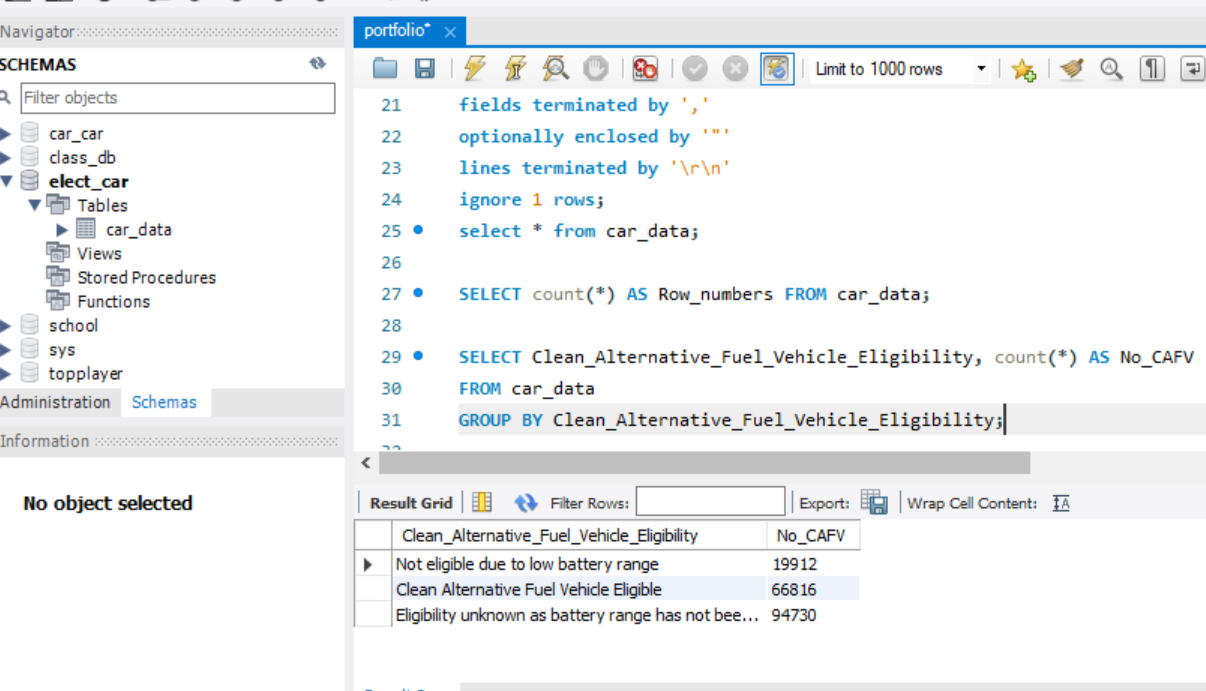 Navigator
SCHEMAS
Filter objects
car_car
class_db
elect_car
Tables
car_data
Views
Stored Procedures
Functions
school
sys
topplayer
Administration Schemas
Information
No object selected
portfolio*
Limit to 1000 rows
21 fields terminated by ','
22 optionally enclosed by '"'
23 lines terminated by '\r\n'
24 ignore 1 rows;
25 select * from car_data;
26
27 SELECT count(*) AS Row_numbers FROM car_data;
28
29 SELECT Clean_Alternative_Fuel_Vehicle_Eligibility, count(*) AS No_CAFV
30 FROM car_data
31 GROUP BY Clean_Alternative_Fuel_Vehicle_Eligibility;
Result Grid Filter Rows: Export: Wrap Cell Content:
Clean_Alternative_Fuel_Vehicle_Eligibility No_CAFV
Not eligible due to low battery range 19912
Clean Alternative Fuel Vehicle Eligible 66816
Eligibility unknown as battery range has not bee... 94730